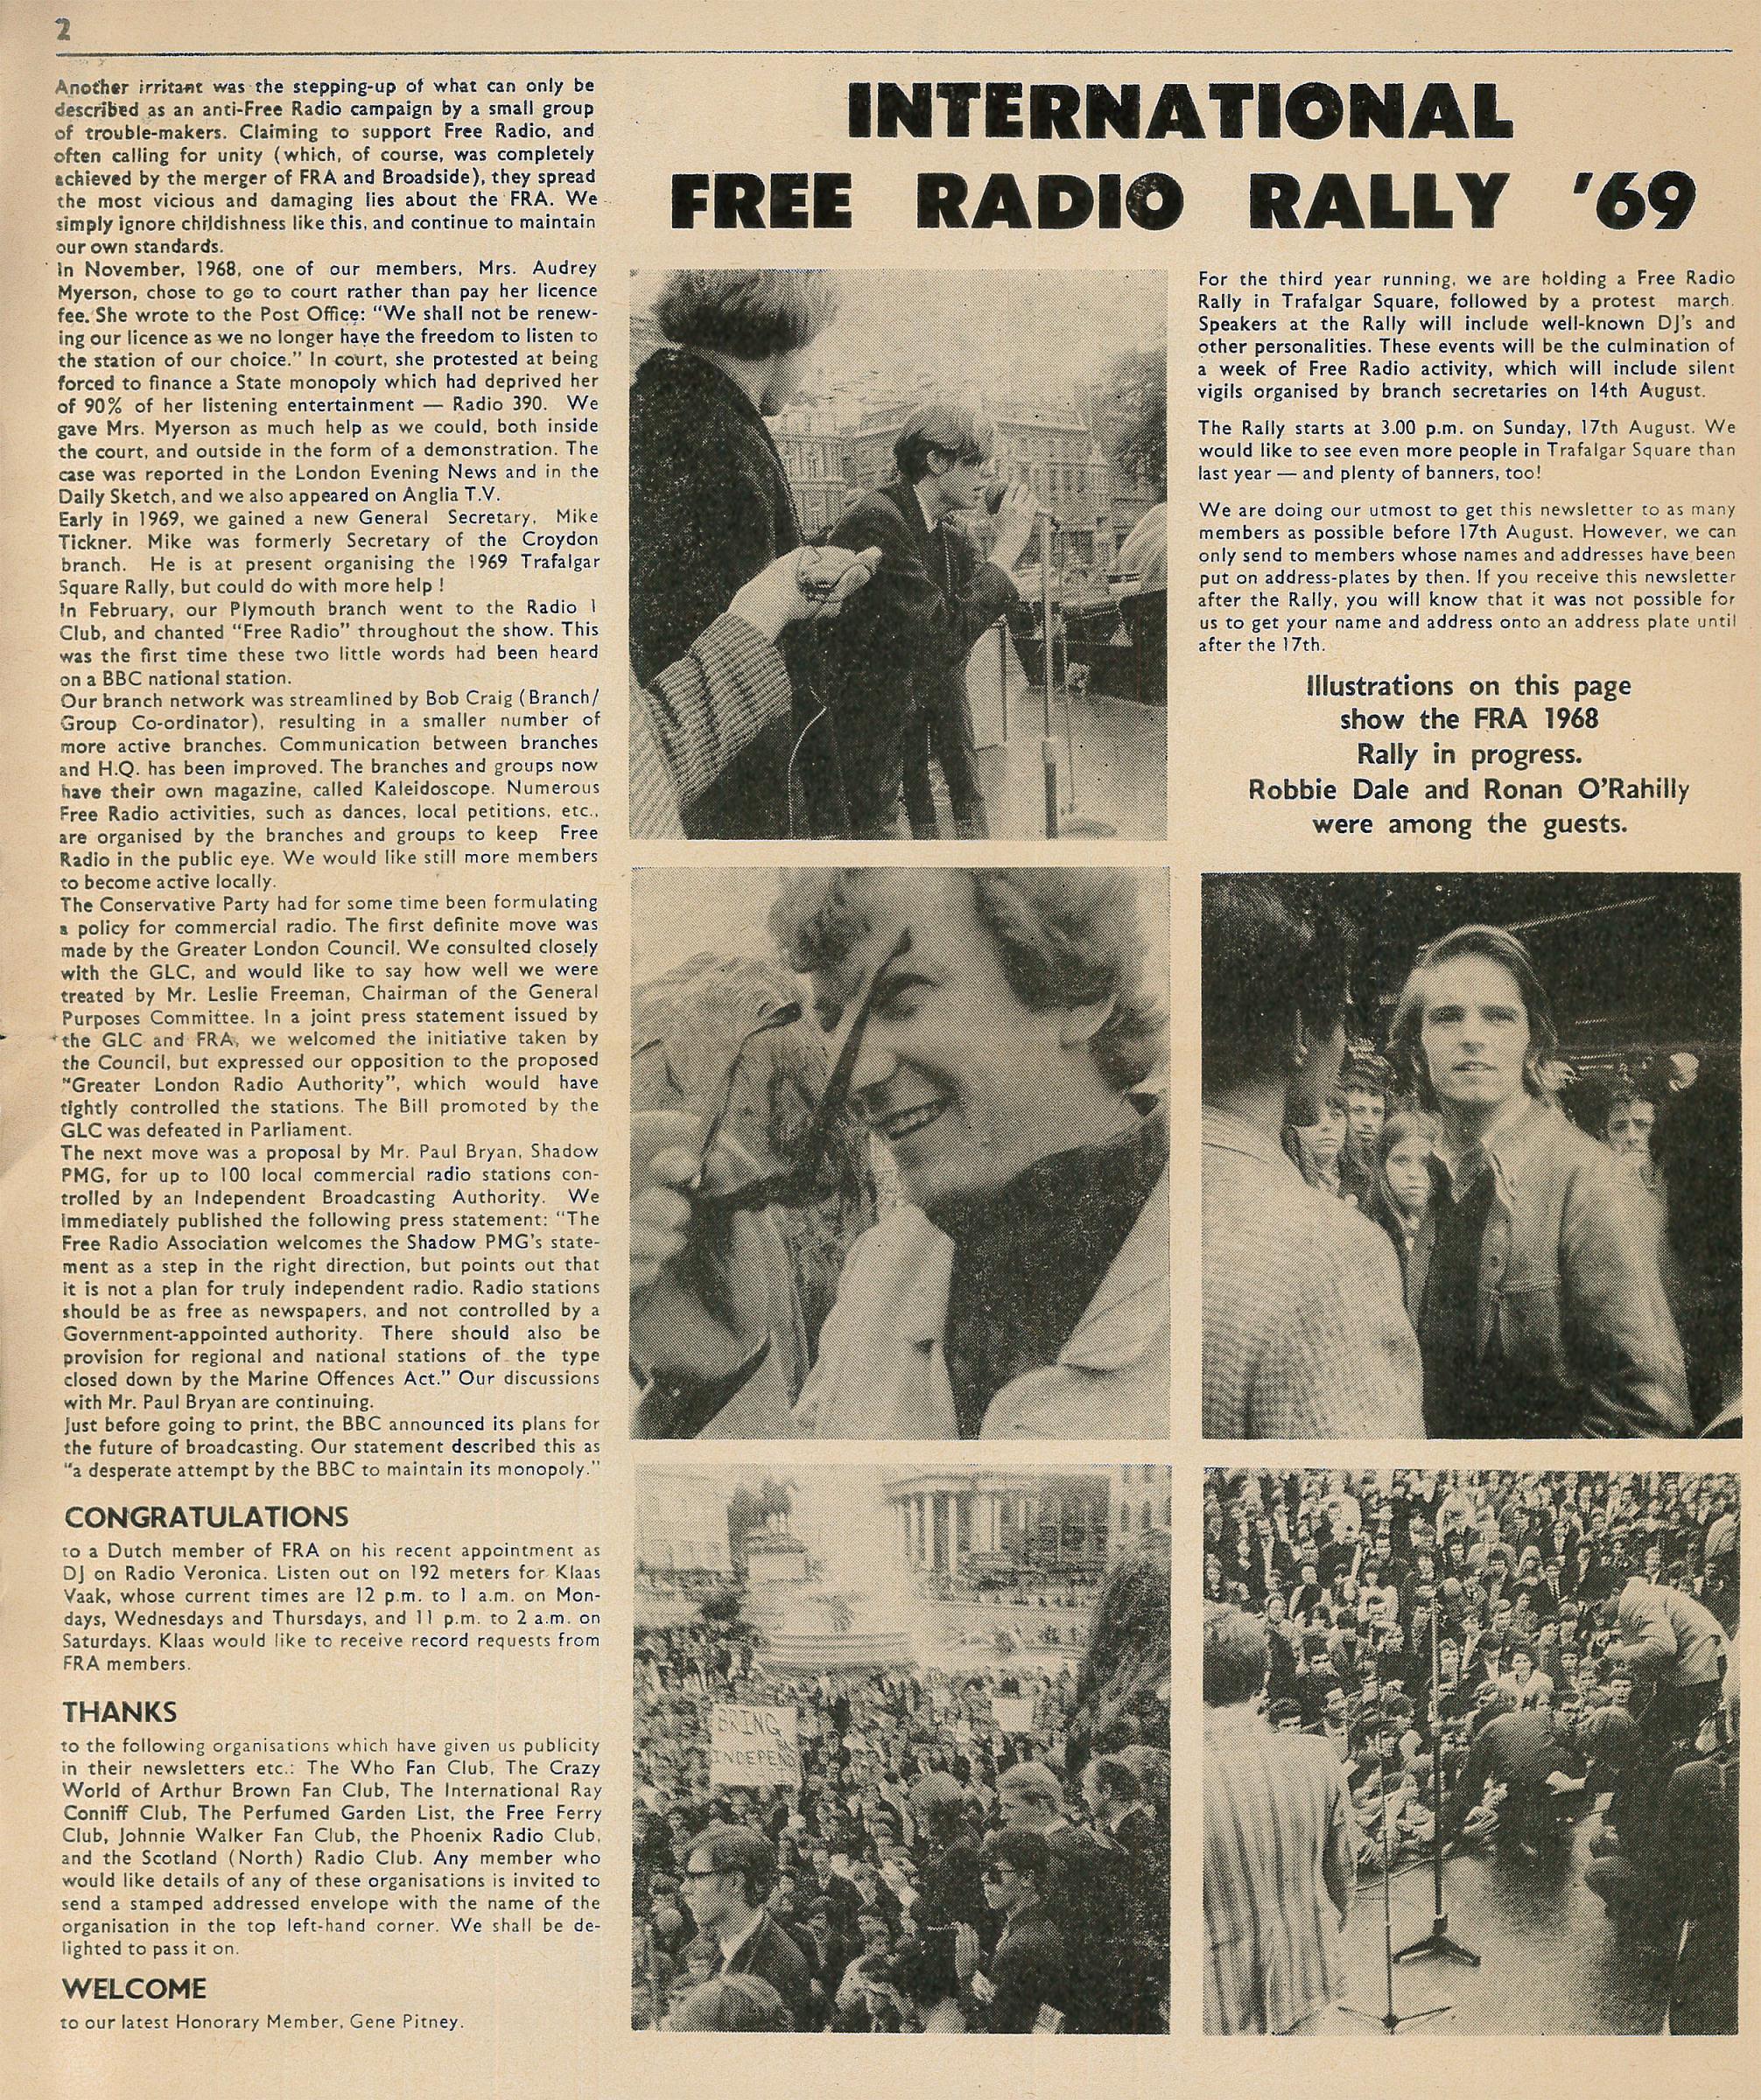 2
Another irritant was the stepping-up of what can only be
described as an anti-Free Radio campaign by a small group
of trouble-makers. Claiming to support Free Radio, and
often calling for unity (which, of course, was completely
achieved by the merger of FRA and Broadside), they spread
the most vicious and damaging lies about the FRA. We
simply ignore childishness like this, and continue to maintain
our own standards.
In November, 1968, one of our members, Mrs. Audrey
Myerson, chose to go to court rather than pay her licence
fee. She wrote to the Post Office: "We shall not be renew-
ing our licence as we no longer have the freedom to listen to
the station of our choice." In court, she protested at being
forced to finance a State monopoly which had deprived her
of 90% of her listening entertainment — Radio 390. We
gave Mrs. Myerson as much help as we could, both inside
the court, and outside in the form of a demonstration. The
case was reported in the London Evening News and in the
Daily Sketch, and we also appeared on Anglia T.V.
Early in 1969, we gained a new General Secretary, Mike
Tickner. Mike was formerly Secretary of the Croydon
branch. He is at present organising the 1969 Trafalgar
Square Rally, but could do with more help !
In February, our Plymouth branch went to the Radio 1
Club, and chanted "Free Radio" throughout the show. This
was the first time these two little words had been heard
on a BBC national station.
Our branch network was streamlined by Bob Craig (Branch/
Group Co-ordinator), resulting in a smaller number of
more active branches. Communication between branches
and H.Q. has been improved. The branches and groups now
have their own magazine, called Kaleidoscope. Numerous
Free Radio activities, such as dances, local petitions, etc.,
are organised by the branches and groups to keep Free
Radio in the public eye. We would like still more members
to become active locally.
The Conservative Party had for some time been formulating
a policy for commercial radio. The first definite move was
made by the Greater London Council. We consulted closely
with the GLC, and would like to say how well we were
treated by Mr. Leslie Freeman, Chairman of the General
Purposes Committee. In a joint press statement issued by
the GLC and FRA, we welcomed the initiative taken by
the Council, but expressed our opposition to the proposed
"Greater London Radio Authority", which would have
tightly controlled the stations. The Bill promoted by the
GLC was defeated in Parliament.
The next move was a proposal by Mr. Paul Bryan, Shadow
PMG, for up to 100 local commercial radio stations con-
trolled by an Independent Broadcasting Authority. We
immediately published the following press statement: "The
Free Radio Association welcomes the Shadow PMG's state-
ment as a step in the right direction, but points out that
it is not a plan for truly independent radio. Radio stations
should be as free as newspapers, and not controlled by a
Government-appointed authority. There should also be
provision for regional and national stations of the type
closed down by the Marine Offences Act." Our discussions
with Mr. Paul Bryan are continuing.
Just before going to print, the BBC announced its plans for
the future of broadcasting. Our statement described this as
"a desperate attempt by the BBC to maintain its monopoly."
CONGRATULATIONS
to a Dutch member of FRA on his recent appointment as
DJ on Radio Veronica. Listen out on 192 meters for Klaas
Vaak, whose current times are 12 p.m. to 1 a.m. on Mon-
days, Wednesdays and Thursdays, and 11 p.m. to 2 a.m. on
Saturdays. Klaas would like to receive record requests from
FRA members.
THANKS
to the following organisations which have given us publicity
in their newsletters etc.: The Who Fan Club, The Crazy
World of Arthur Brown Fan Club, The International Ray
Conniff Club, The Perfumed Garden List, the Free Ferry
Club, Johnnie Walker Fan Club, the Phoenix Radio Club,
and the Scotland (North) Radio Club. Any member who
would like details of any of these organisations is invited to
send a stamped addressed envelope with the name of the
organisation in the top left-hand corner. We shall be de-
lighted to pass it on.
WELCOME
to our latest Honorary Member, Gene Pitney.
INTERNATIONAL
FREE RADIO RALLY '69
For the third year running, we are holding a Free Radio
Rally in Trafalgar Square, followed by a protest march.
Speakers at the Rally will include well-known DJ's and
other personalities. These events will be the culmination of
a week of Free Radio activity, which will include silent
vigils organised by branch secretaries on 14th August.
The Rally starts at 3.00 p.m. on Sunday, 17th August. We
would like to see even more people in Trafalgar Square than
last year — and plenty of banners, too!
We are doing our utmost to get this newsletter to as many
members as possible before 17th August. However, we can
only send to members whose names and addresses have been
put on address-plates by then. If you receive this newsletter
after the Rally, you will know that it was not possible for
us to get your name and address onto an address plate until
after the 17th.
Illustrations on this page
show the FRA 1968
Rally in progress.
Robbie Dale and Ronan O'Rahilly
were among the guests.
BRING
INDEPEN